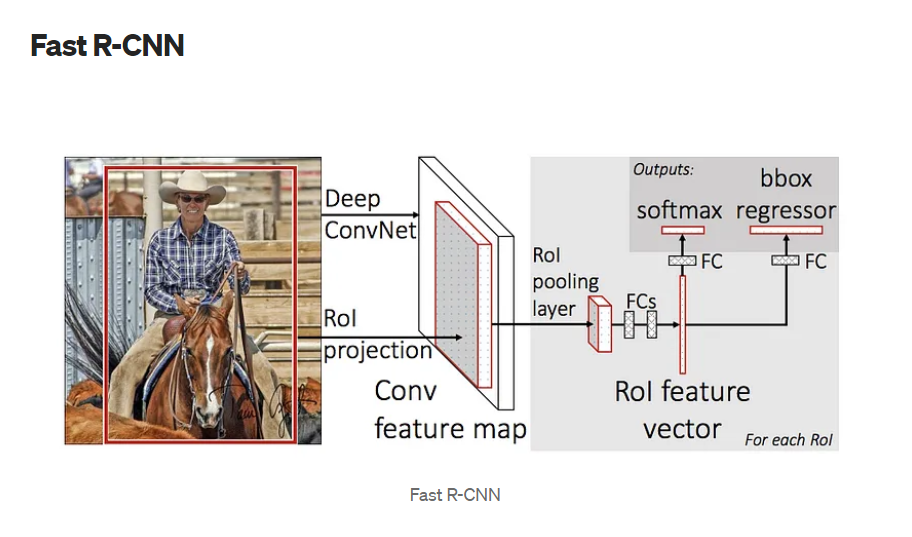 Fast R-CNN
Deep
ConvNet
RoI
projection
Conv
feature map
RoI
pooling
layer
FCs
RoI feature
vector
For each RoI
Outputs:
softmax
bbox
regressor
FC
FC
Fast R-CNN